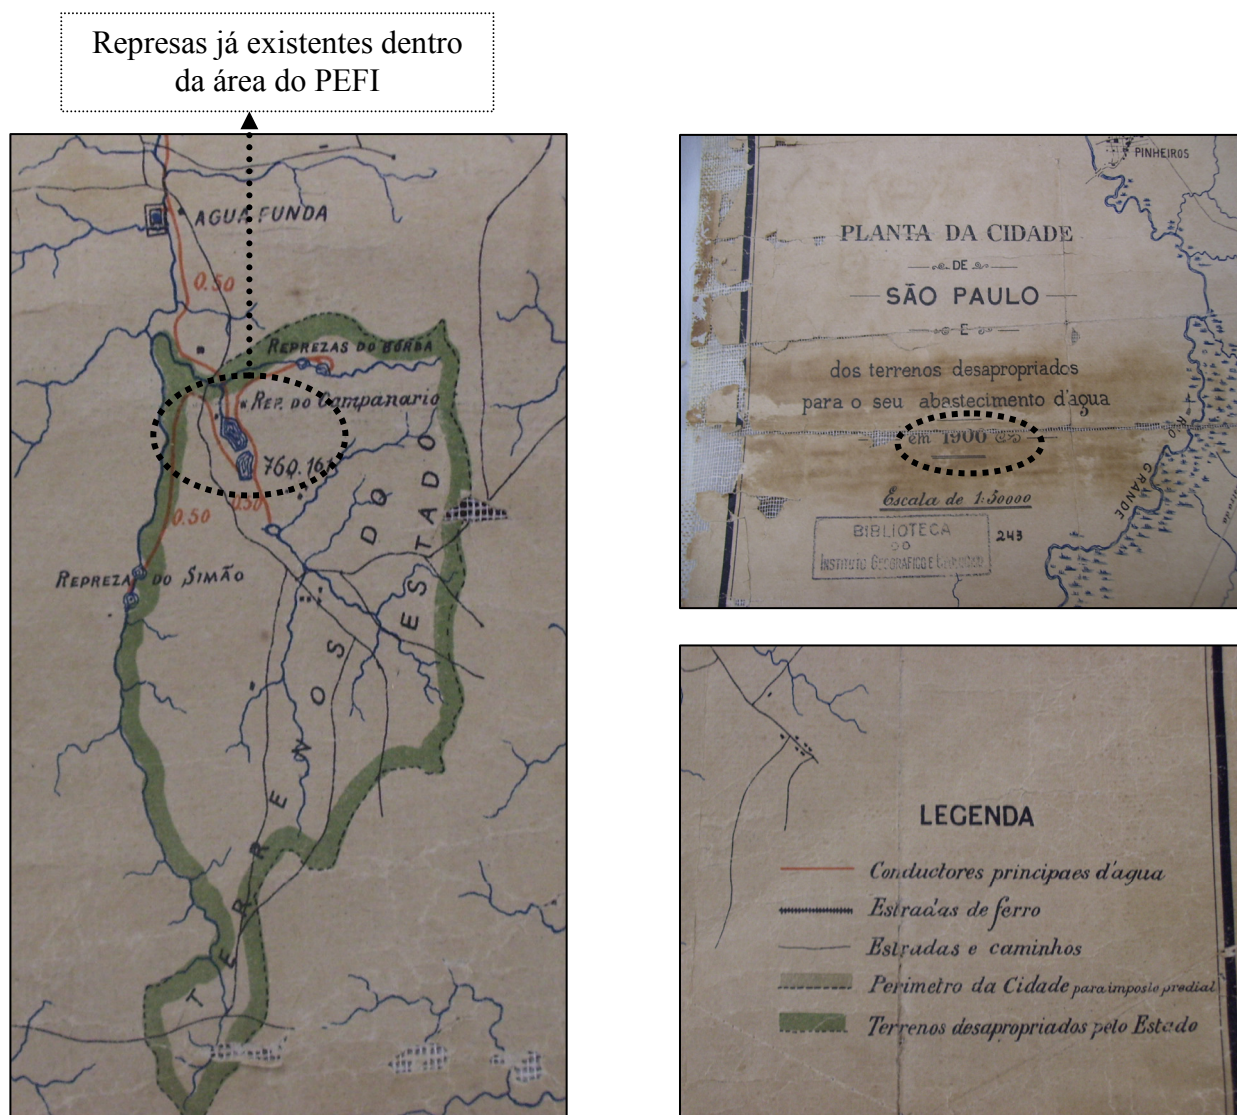 Represas já existentes dentro
da área do PEFI
AGUA FUNDA
0.50
REPREZAS DO BORBA
REP. DO Campanario
760.16
0.50
0.50
REPREZA DO SIMÃO
TERRENOS DO ESTADO
PINHEIROS
PLANTA DA CIDADE
DE
SÃO PAULO
E
dos terrenos desapropriados
para o seu abastecimento d'agua
em 1900
Escala de 1:50000
BIBLIOTECA
DO
INSTITUTO GEOGRAFICO E
243
RIO
GRANDE
LEGENDA
Conductores principaes d'agua
Estradas de ferro
Estradas e caminhos
Perimetro da Cidade para imposto predial
Terrenos desapropriados pelo Estado